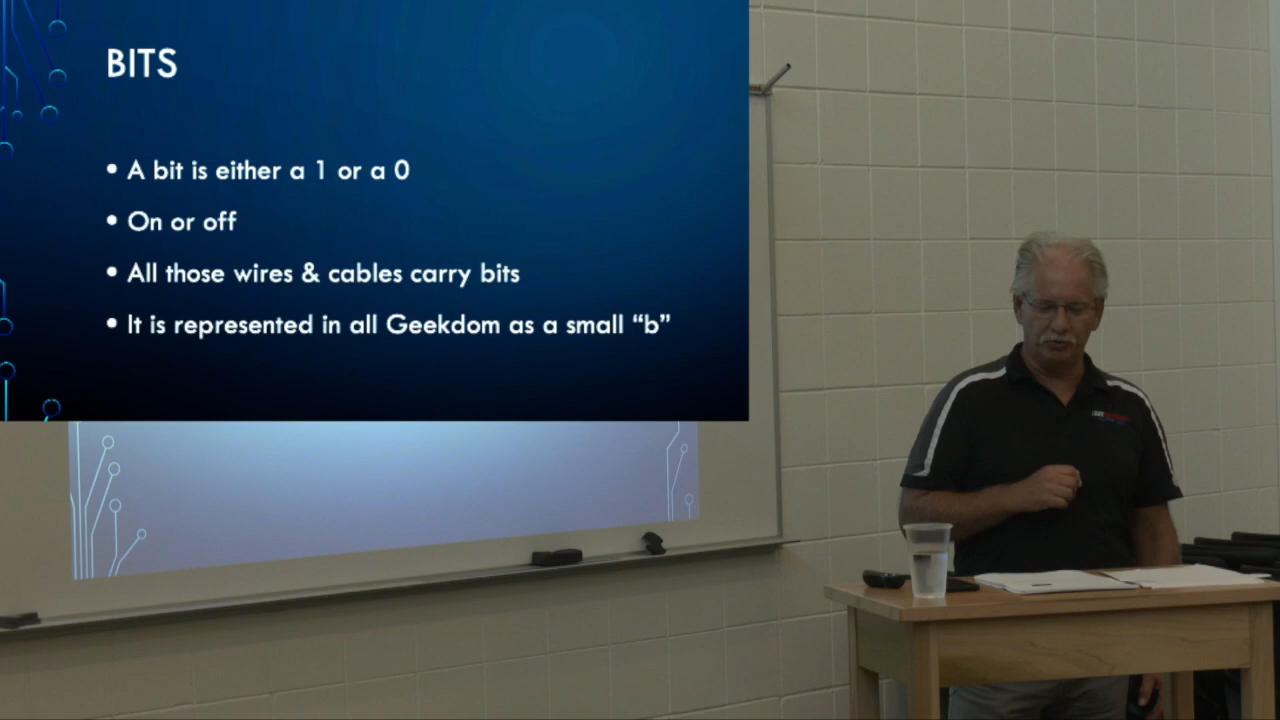 BITS
• A bit is either a 1 or a 0
• On or off
• All those wires & cables carry bits
• It is represented in all Geekdom as a small “b”